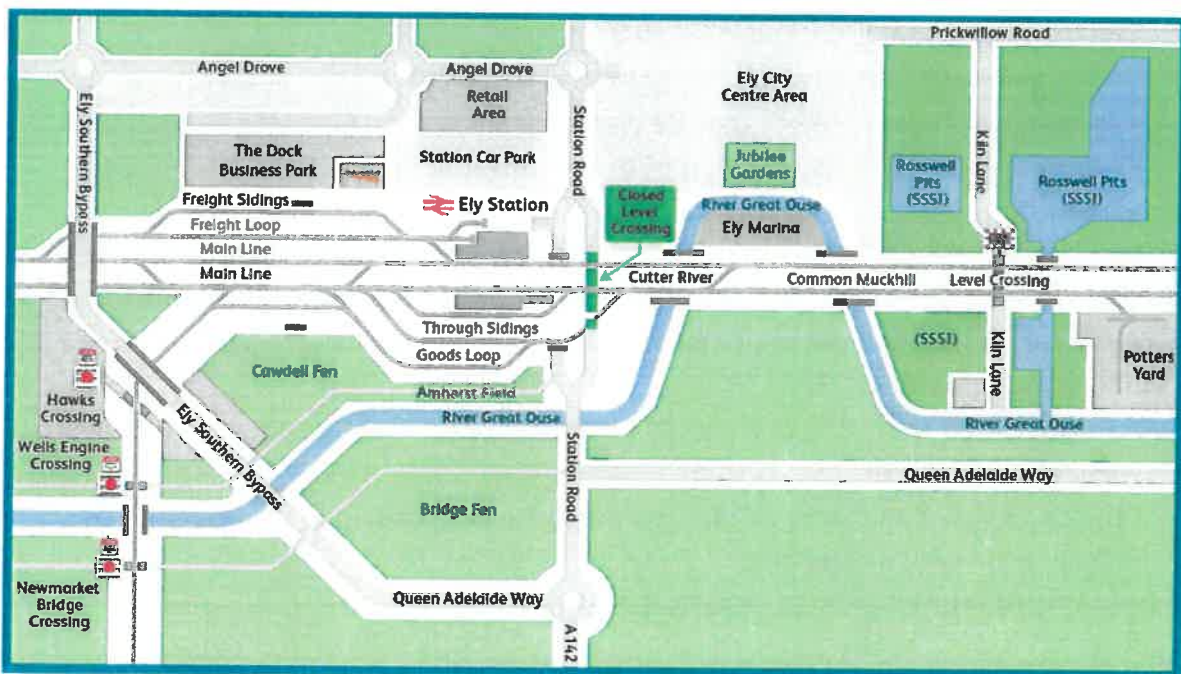 Prickwillow Road
Angel Drove
Angel Drove
Ely City
Centre Area
Retail
Area
Ely Southern Bypass
Station Road
Kiln Lane
The Dock
Business Park
Station Car Park
Jubilee
Gardens
Rosswell
Pits
(SSSI)
Rosswell Pits
(SSSI)
Freight Sidings
Ely Station
Closed
Level
Crossing
River Great Ouse
Freight Loop
Ely Marina
Main Line
Main Line
Cutter River
Common Muckhill
Level Crossing
Through Sidings
Goods Loop
(SSSI)
Kiln Lane
Potters
Yard
Cawdell Fen
Hawks
Crossing
Amharst Field
River Great Ouse
River Great Ouse
Ely Southern Bypass
Wells Engine
Crossing
Station Road
Queen Adelaide Way
Bridge Fen
Newmarket
Bridge
Crossing
Queen Adelaide Way
A142